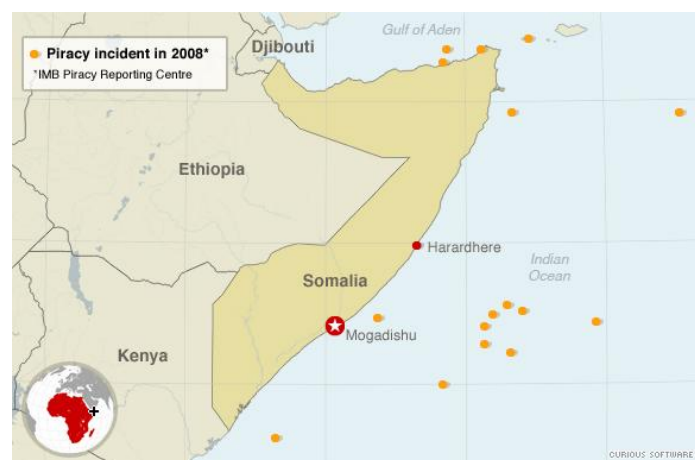 Piracy incident in 2008*
*IMB Piracy Reporting Centre
Djibouti
Gulf of Aden
Ethiopia
Harardhere
Somalia
Indian
Ocean
Mogadishu
Kenya
CURIOUS SOFTWARE